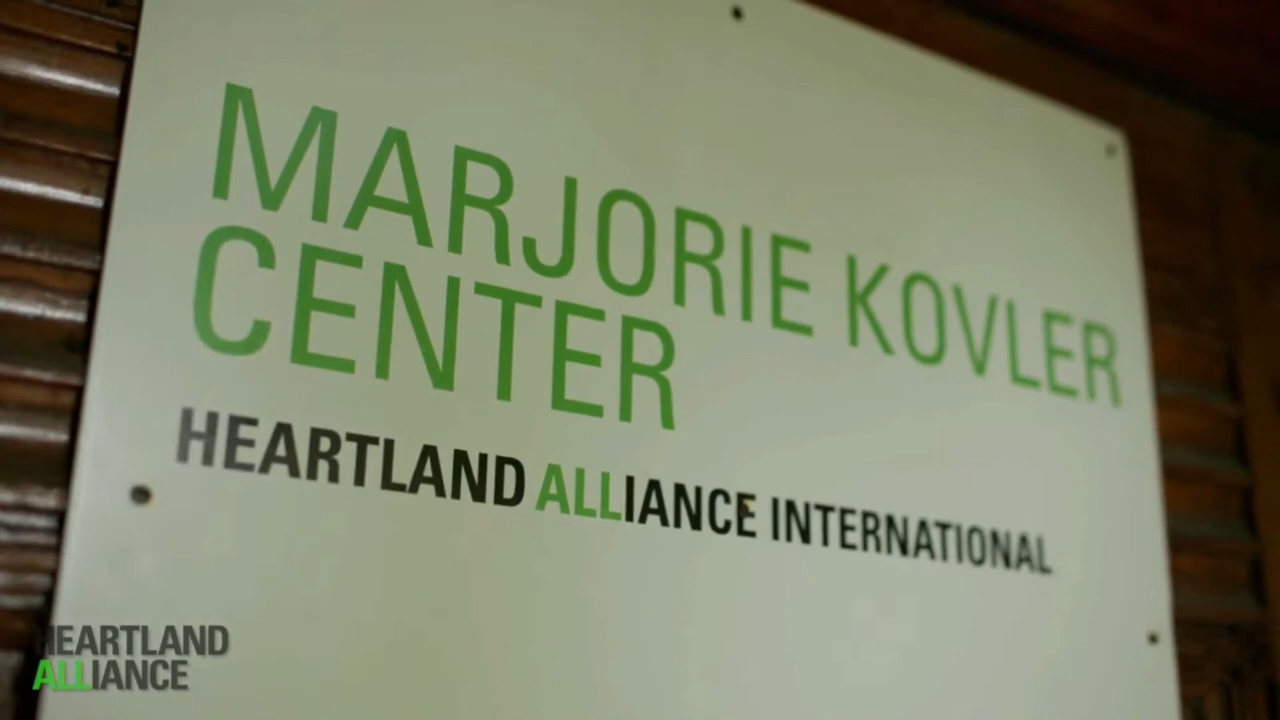 MARJORIE KOVLER
CENTER
HEARTLAND ALLIANCE INTERNATIONAL
HEARTLAND
ALLIANCE